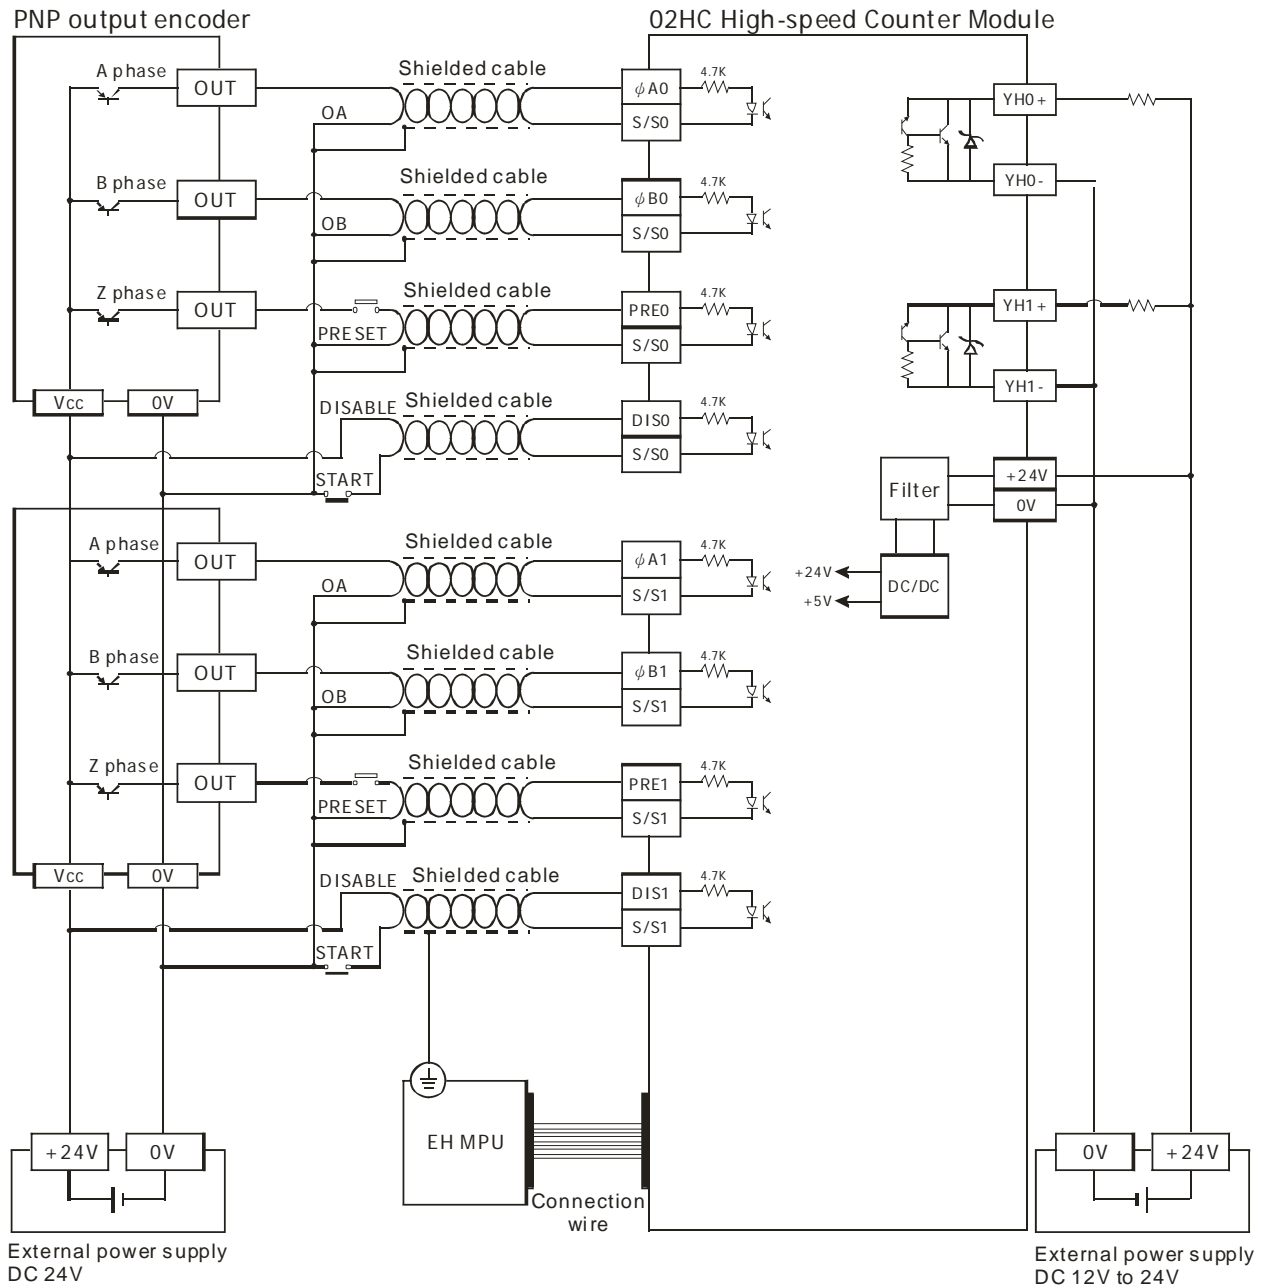 PNP output encoder
02HC High-speed Counter Module
A phase
OUT
OA
Shielded cable
φA0
S/S0
4.7K
YH0+
B phase
OUT
OB
Shielded cable
φB0
S/S0
4.7K
YH0-
Z phase
OUT
PRESET
Shielded cable
PRE0
S/S0
4.7K
YH1+
Vcc
0V
DISABLE
START
Shielded cable
DIS0
S/S0
4.7K
YH1-
Filter
+24V
0V
DC/DC
+24V
+5V
A phase
OUT
OA
Shielded cable
φA1
S/S1
4.7K
B phase
OUT
OB
Shielded cable
φB1
S/S1
4.7K
Z phase
OUT
PRESET
Shielded cable
PRE1
S/S1
4.7K
Vcc
0V
DISABLE
START
Shielded cable
DIS1
S/S1
4.7K
EH MPU
Connection
wire
+24V
0V
External power supply
DC 24V
0V
+24V
External power supply
DC 12V to 24V